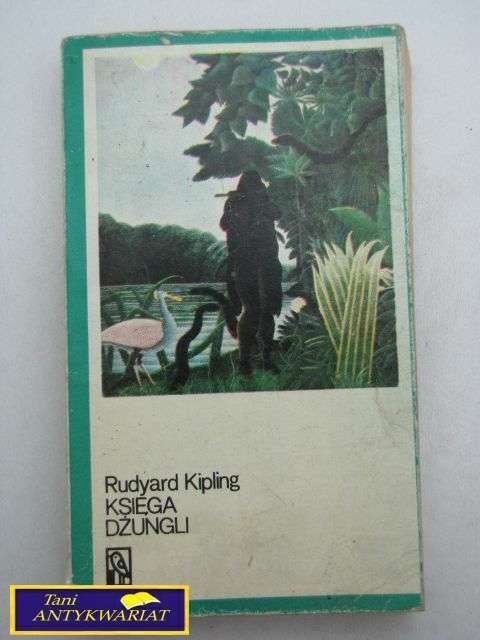 Rudyard Kipling
KSIĘGA
DŻUNGLI
Tani
ANTYKWARIAT